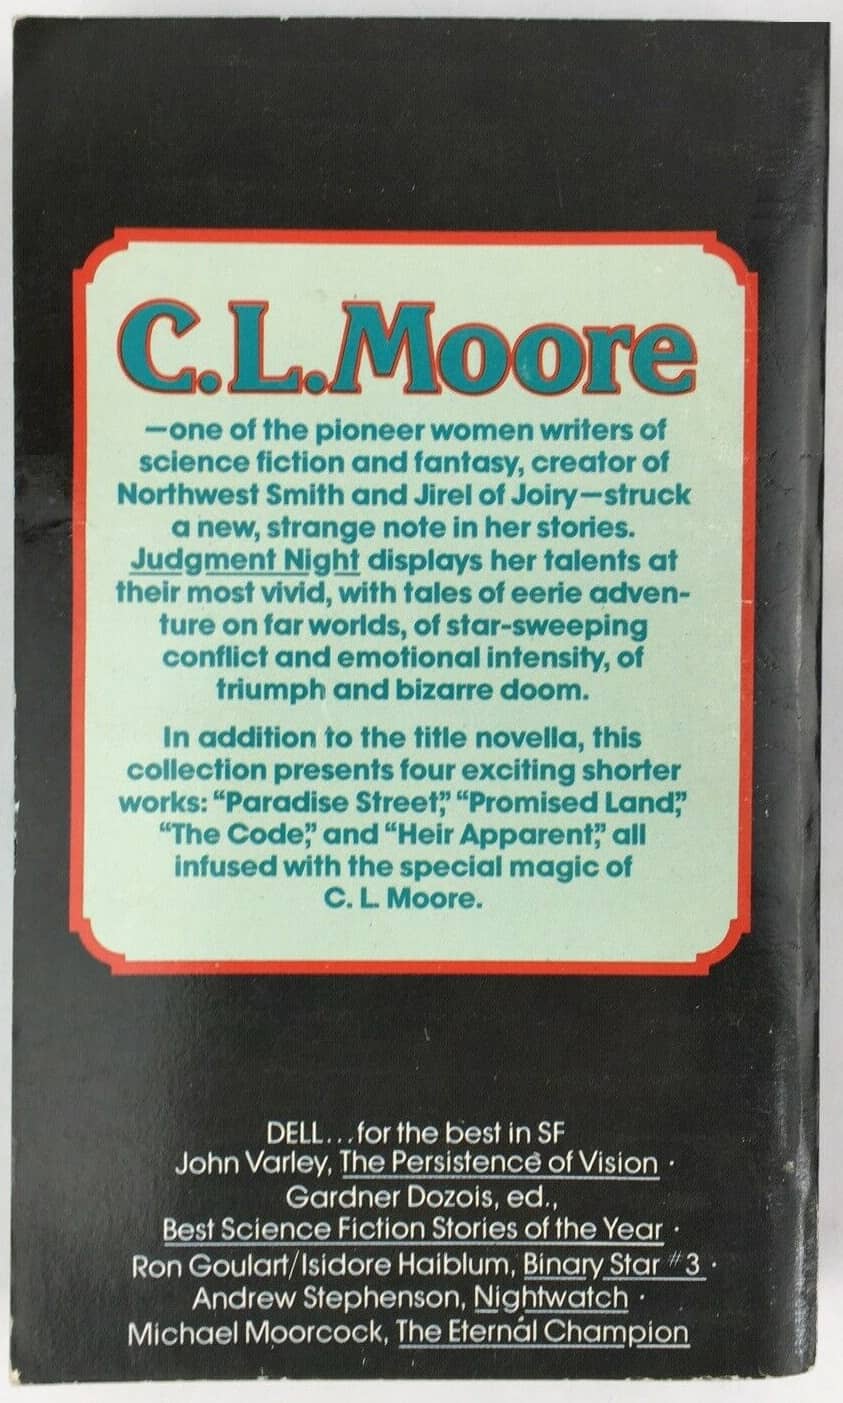 C.L.Moore
—one of the pioneer women writers of
science fiction and fantasy, creator of
Northwest Smith and Jirel of Joiry—struck
a new, strange note in her stories.
Judgment Night displays her talents at
their most vivid, with tales of eerie adven-
ture on far worlds, of star-sweeping
conflict and emotional intensity, of
triumph and bizarre doom.
In addition to the title novella, this
collection presents four exciting shorter
works: “Paradise Street,” “Promised Land,”
“The Code,” and “Heir Apparent,” all
infused with the special magic of
C. L. Moore.
DELL...for the best in SF
John Varley, The Persistence of Vision ·
Gardner Dozois, ed.,
Best Science Fiction Stories of the Year ·
Ron Goulart/Isidore Haiblum, Binary Star #3 ·
Andrew Stephenson, Nightwatch ·
Michael Moorcock, The Eternal Champion